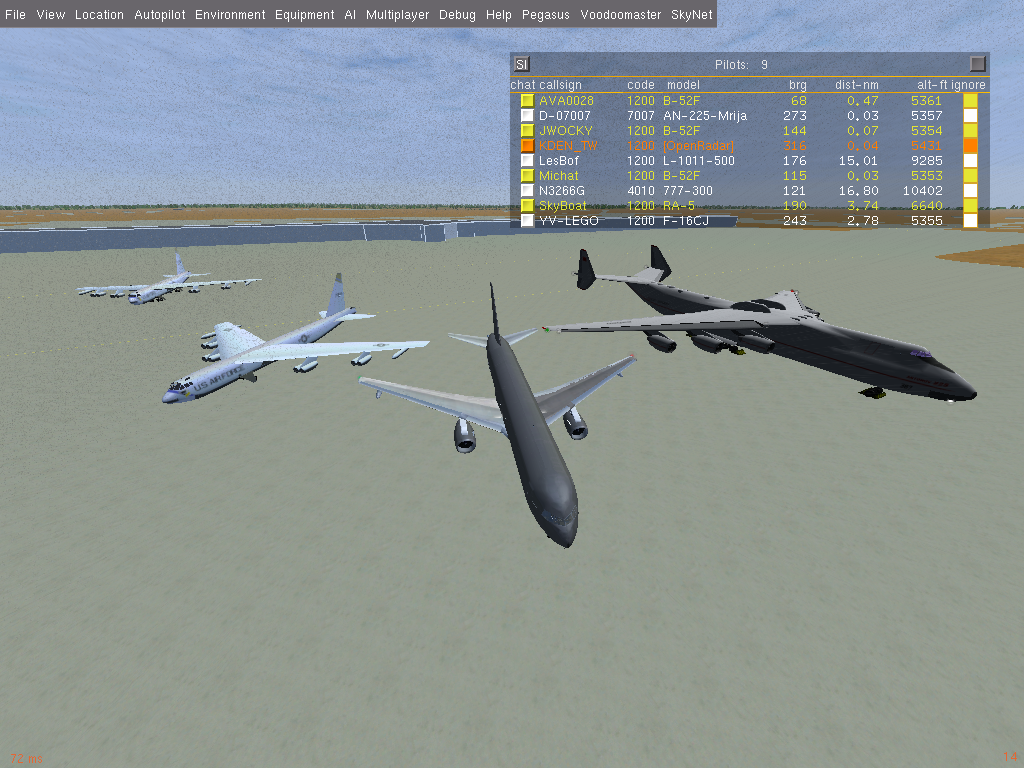 File View Location Autopilot Environment Equipment AI Multiplayer Debug Help Pegasus Voodoomaster SkyNet
SI Pilots: 9
chat callsign code model brg dist-nm alt-ft ignore
AVA0028 1200 B-52F 68 0.47 5361
D-07007 7007 AN-225-Mrija 273 0.03 5357
JWOCKY 1200 B-52F 144 0.07 5354
KDEN_TW 1200 [OpenRadar] 316 0.04 5431
LesBof 1200 L-1011-500 176 15.01 9285
Michat 1200 B-52F 115 0.03 5353
N3266G 4010 777-300 121 16.80 10402
SkyBoat 1200 RA-5 190 3.74 6640
YV-LEGO 1200 F-16CJ 243 2.78 5355
U.S. AIR FORCE
72 ms
14